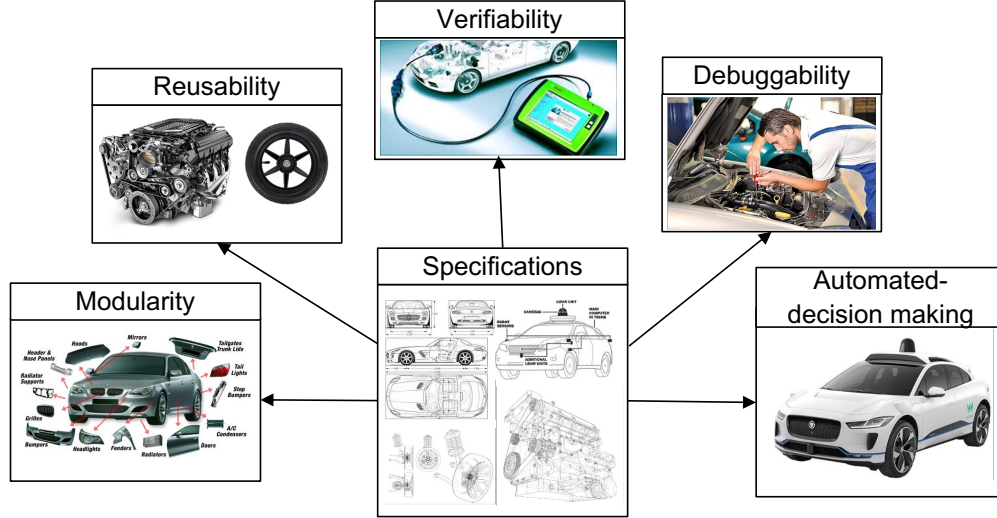 Verifiability
Reusability
Debuggability
Specifications
Automated-
decision making
Modularity
Mirrors
Hoods
Tailgates
Trunk Lids
Header &
Nose Panels
Tail
Lights
Radiator
Supports
Step
Bumpers
Grilles
A/C
Condensers
Bumpers
Headlights
Fenders
Radiators
Doors
LIDAR UNIT
CAMERAS
MAIN
COMPUTER
IN TRUNK
RADAR
SENSORS
ADDITIONAL
LIDAR UNITS